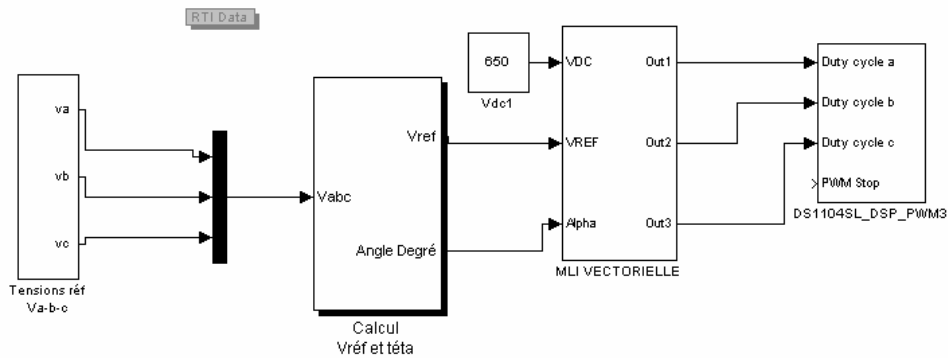 RTI Data
va
vb
vc
Tensions réf
Va-b-c
Vabc
Vref
Angle Degré
Calcul
Vréf et téta
650
Vdc1
VDC
VREF
Alpha
Out1
Out2
Out3
MLI VECTORIELLE
Duty cycle a
Duty cycle b
Duty cycle c
PWM Stop
DS1104SL_DSP_PWM3